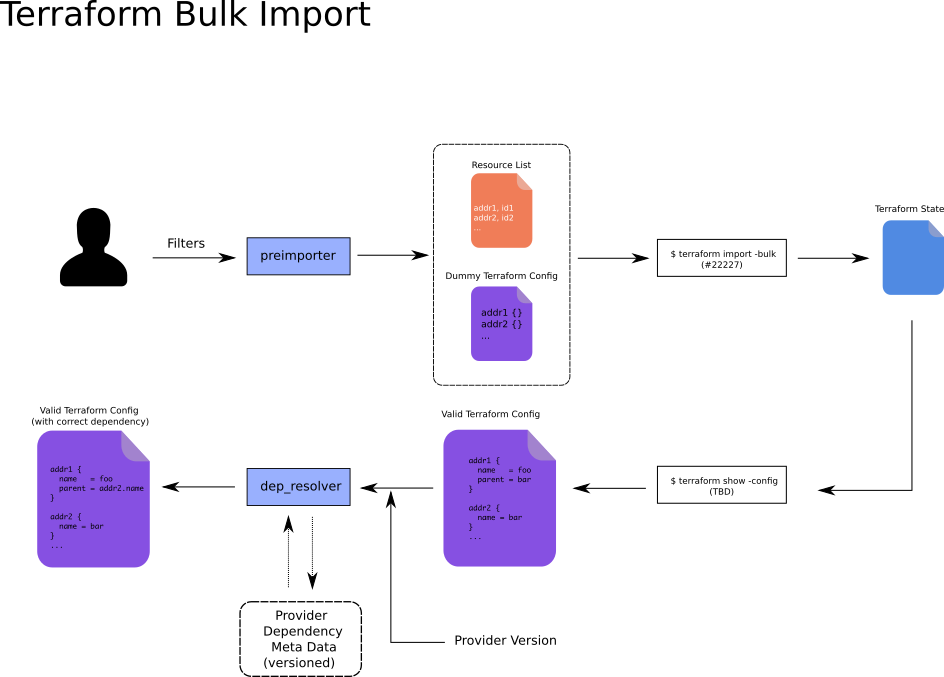 Terraform Bulk Import
Resource List
addr1, id1
addr2, id2
...
Filters
preimporter
Dummy Terraform Config
addr1 {}
addr2 {}
...
$ terraform import -bulk
(#22227)
Terraform State
Valid Terraform Config
(with correct dependency)
addr1 {
name = foo
parent = addr2.name
}
addr2 {
name = bar
}
...
dep_resolver
Valid Terraform Config
addr1 {
name = foo
parent = bar
}
addr2 {
name = bar
}
...
$ terraform show -config
(TBD)
Provider
Dependency
Meta Data
(versioned)
Provider Version